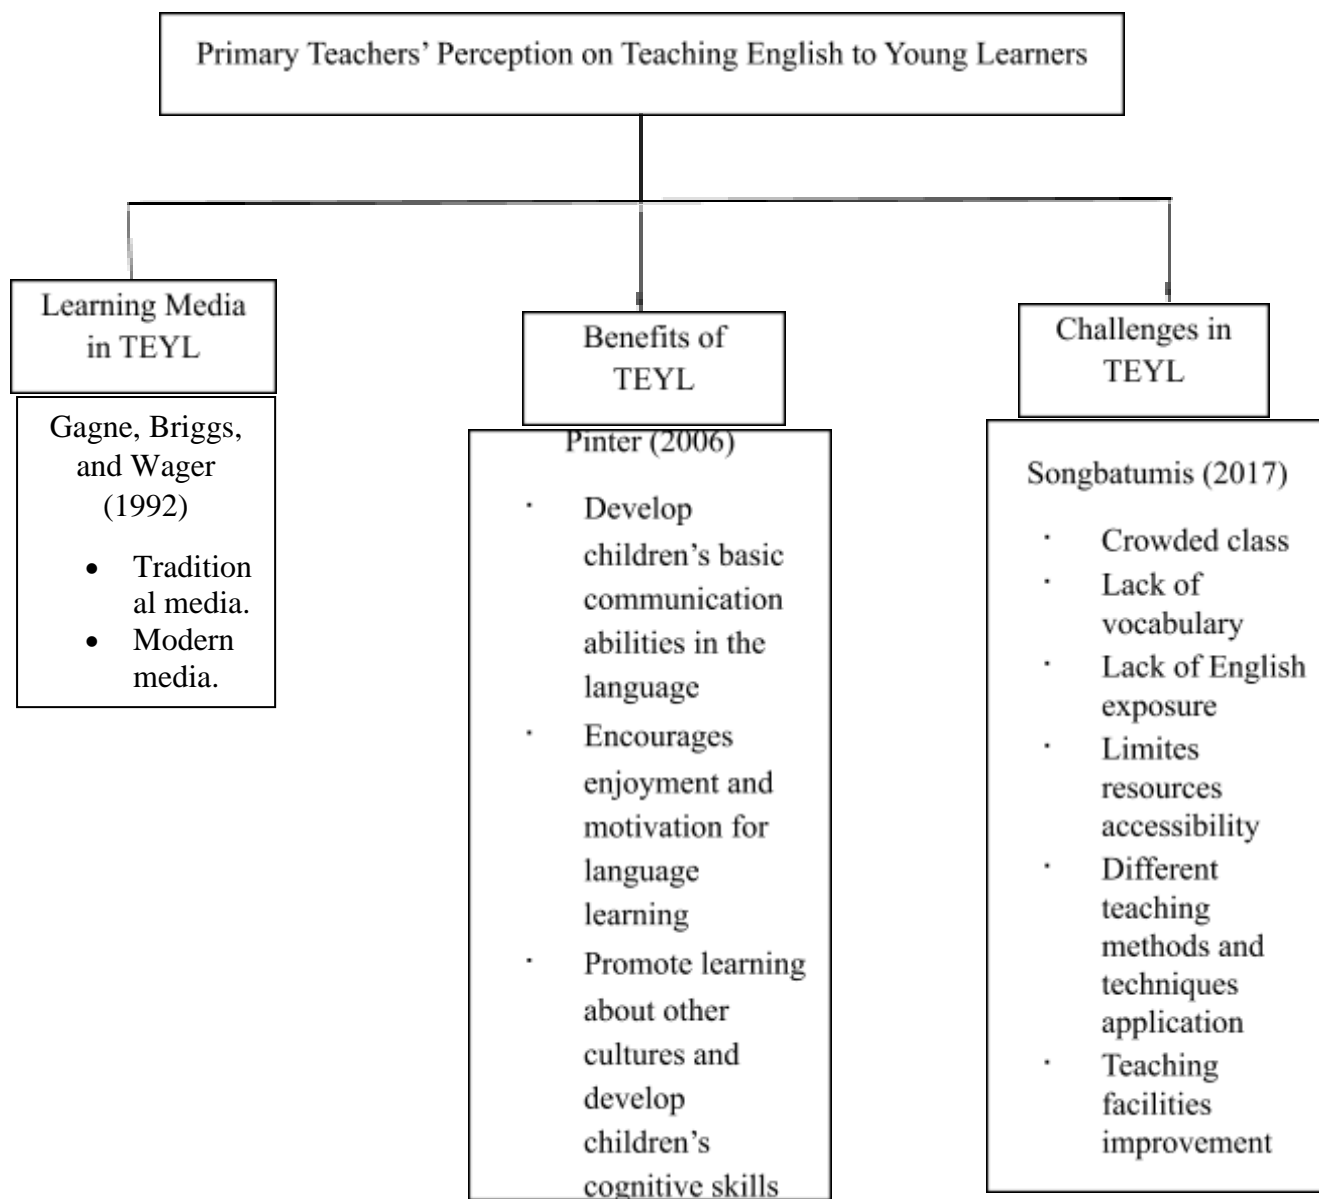 Primary Teachers’ Perception on Teaching English to Young Learners
Learning Media
in TEYL
Gagne, Briggs,
and Wager
(1992)
• Tradition
al media.
• Modern
media.
Benefits of
TEYL
Pinter (2006)
· Develop
children’s basic
communication
abilities in the
language
· Encourages
enjoyment and
motivation for
language
learning
· Promote learning
about other
cultures and
develop
children’s
cognitive skills
Challenges in
TEYL
Songbatumis (2017)
· Crowded class
· Lack of
vocabulary
· Lack of English
exposure
· Limites
resources
accessibility
· Different
teaching
methods and
techniques
application
· Teaching
facilities
improvement